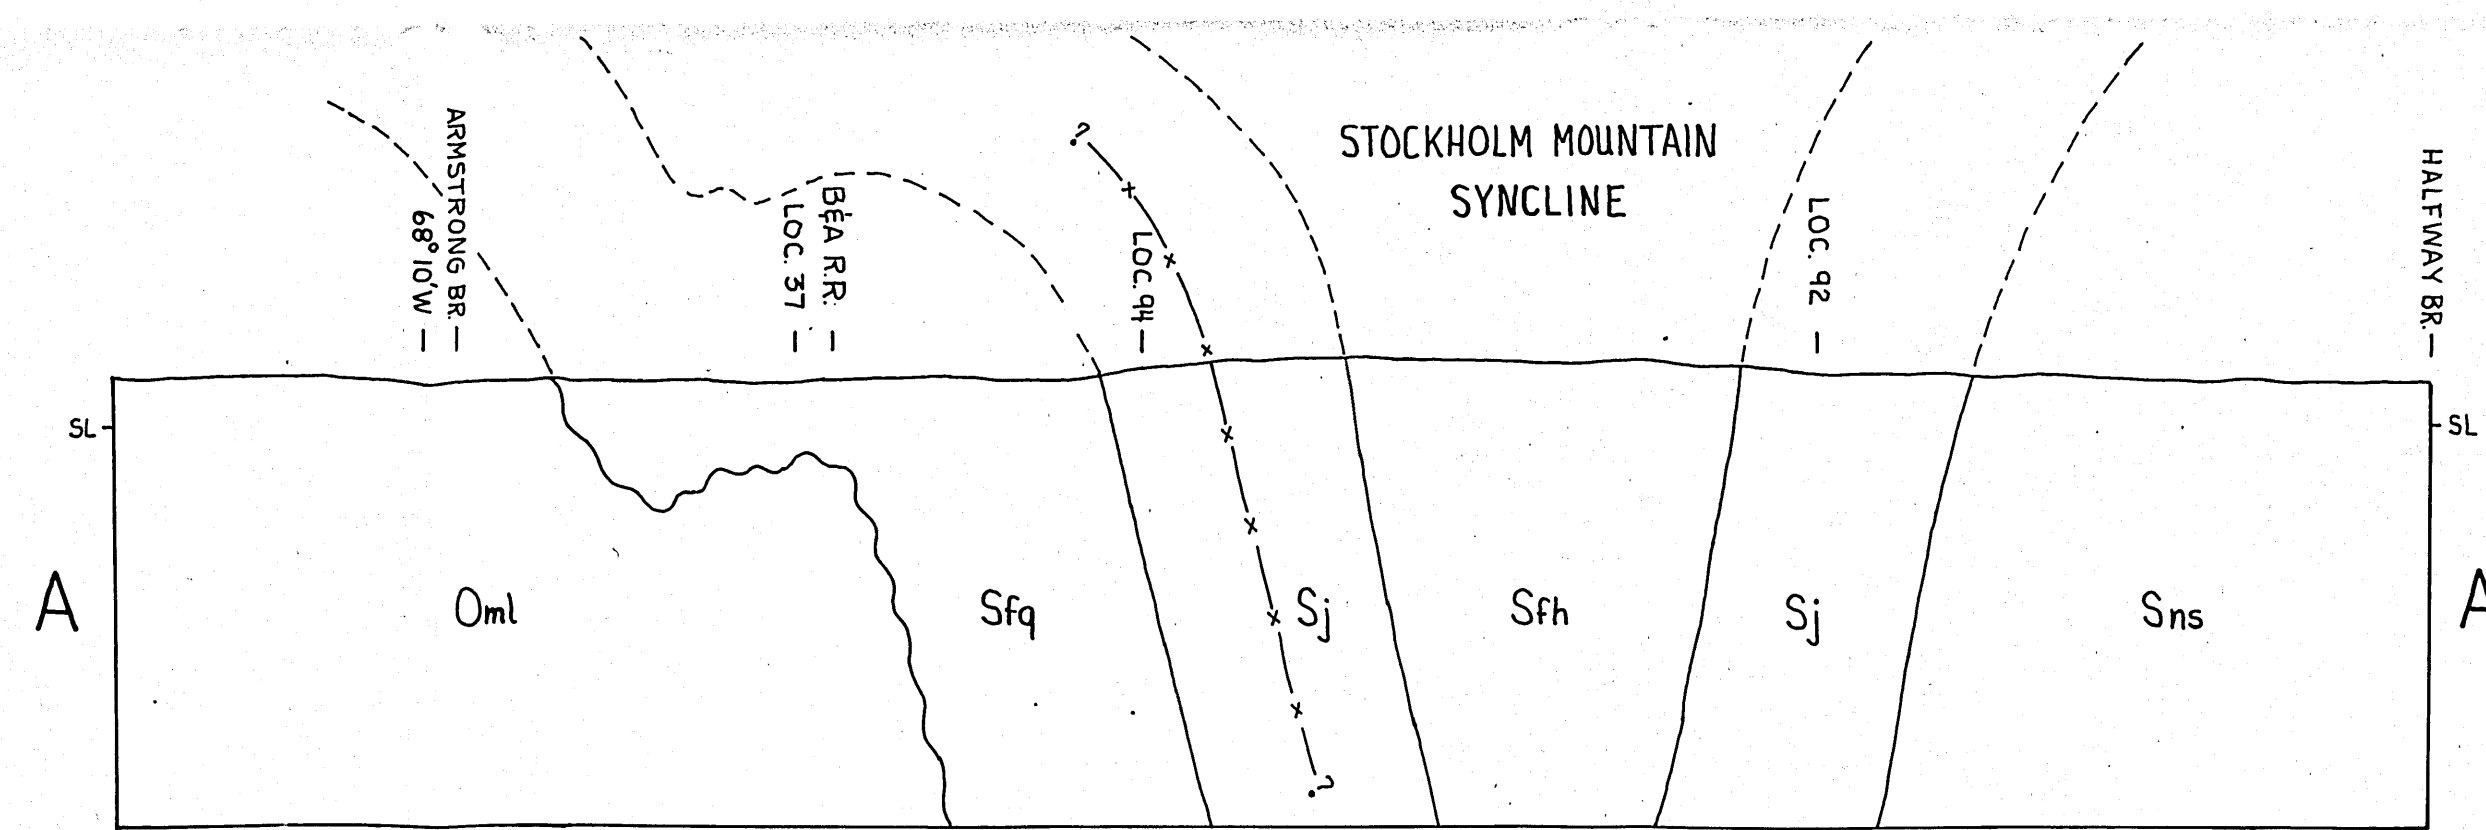 STOCKHOLM MOUNTAIN
SYNCLINE
ARMSTRONG BR. —
68° 10'W —
B&A R.R. —
LOC. 37 —
?
LOC. 94 —
LOC. 92 —
HALFWAY BR. —
SL
SL
A
Oml
Sfq
Sj
Sfh
Sj
Sns
A
?